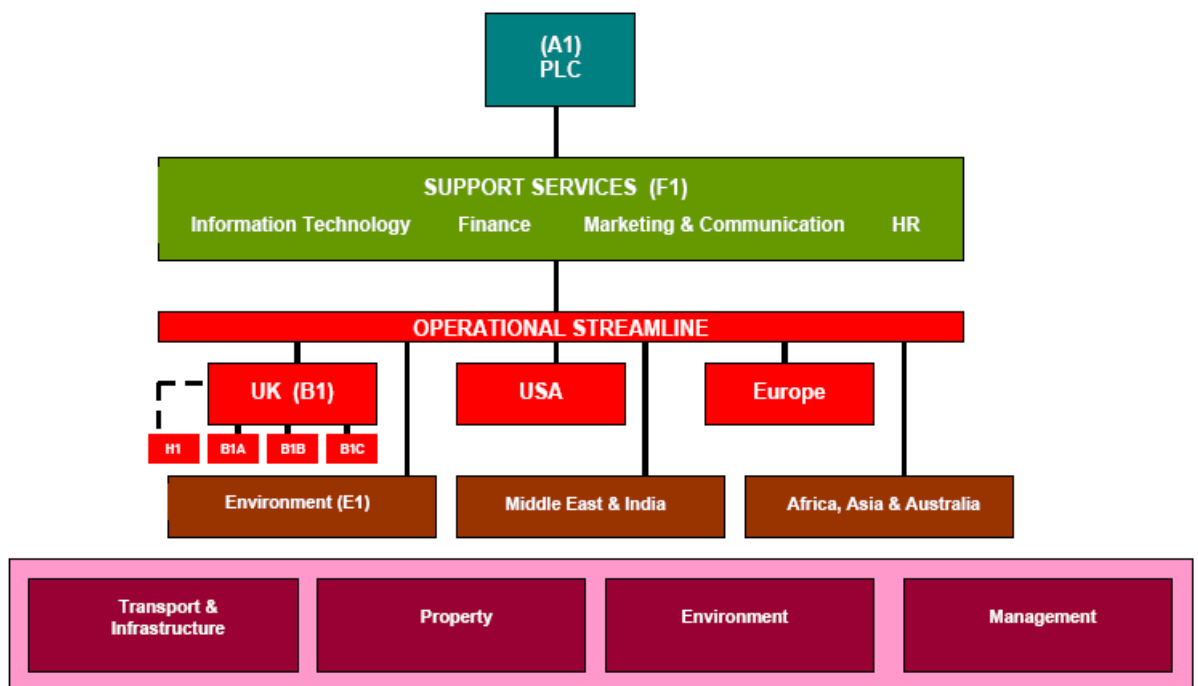 (A1)
PLC
SUPPORT SERVICES (F1)
Information Technology Finance Marketing & Communication HR
OPERATIONAL STREAMLINE
UK (B1) USA Europe
H1 B1A B1B B1C
Environment (E1) Middle East & India Africa, Asia & Australia
Transport &
Infrastructure
Property
Environment
Management